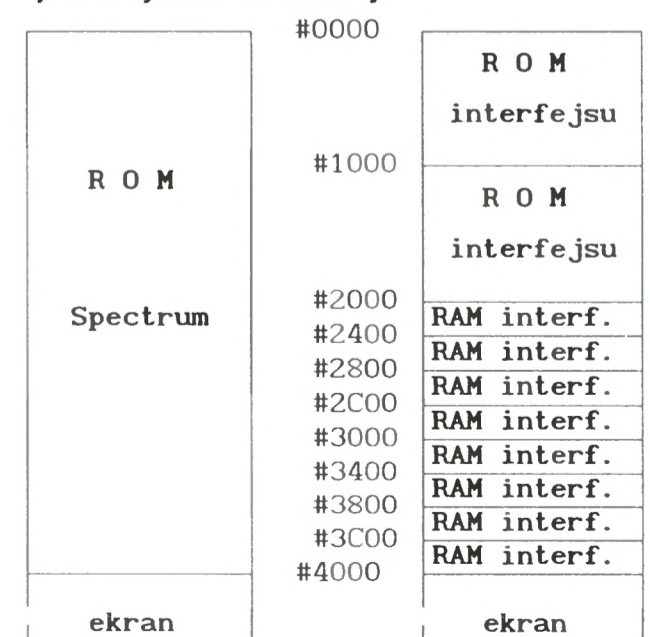 #0000
R O M
interfejsu
#1000
R O M
R O M
interfejsu
#2000
Spectrum
RAM interf.
#2400
RAM interf.
#2800
RAM interf.
#2C00
RAM interf.
#3000
RAM interf.
#3400
RAM interf.
#3800
RAM interf.
#3C00
RAM interf.
#4000
ekran
ekran